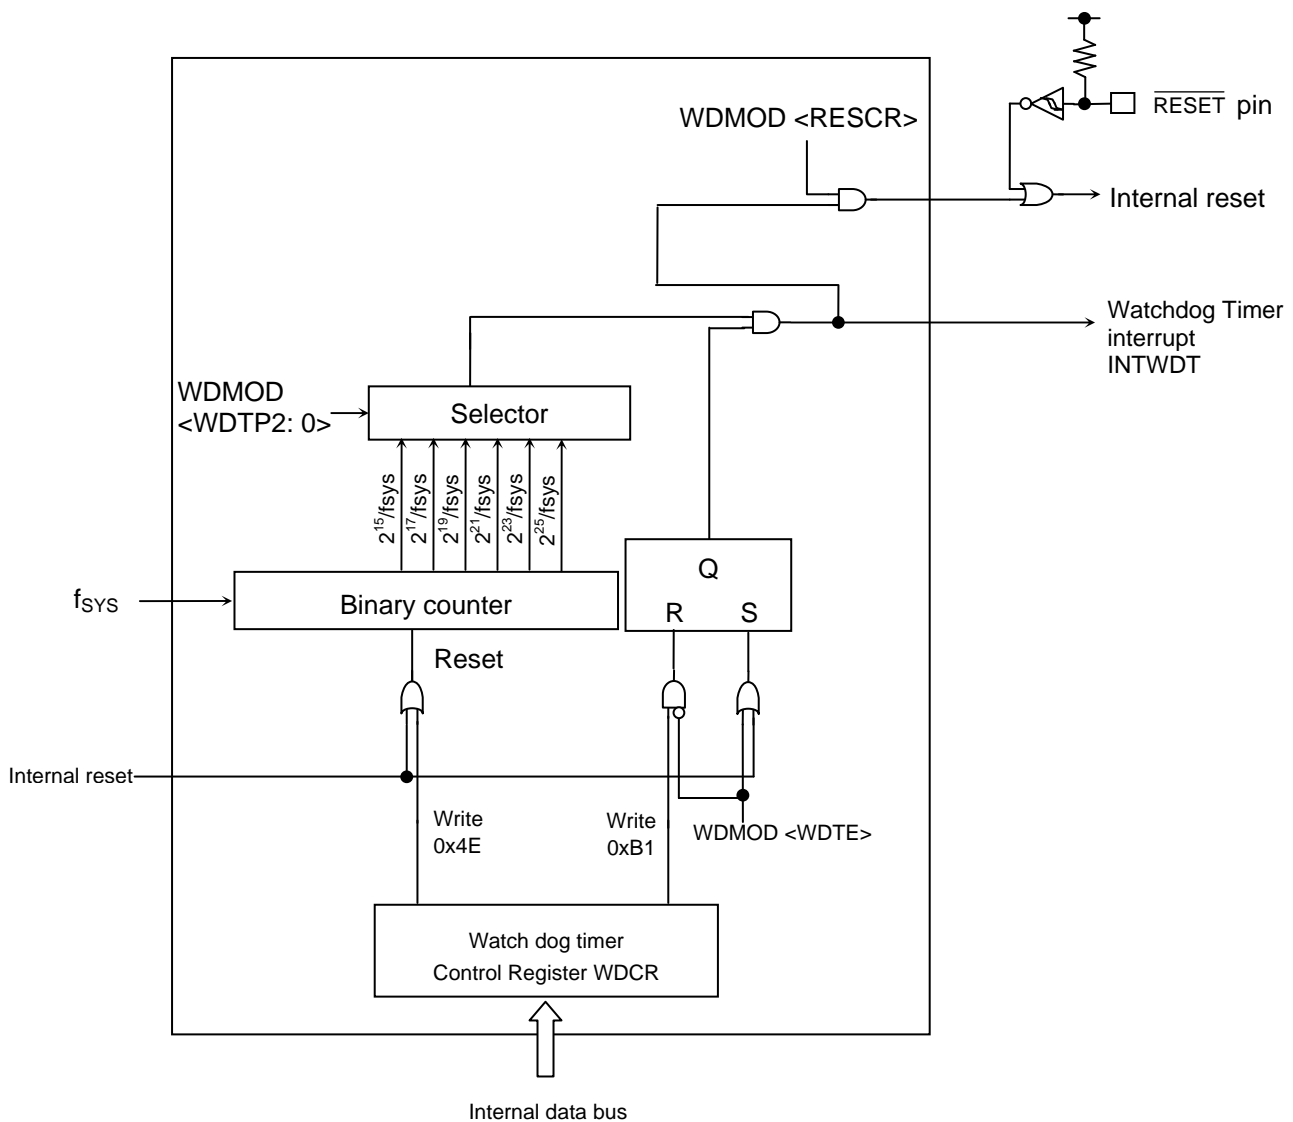 RESET pin
WDMOD <RESCR>
Internal reset
Watchdog Timer
interrupt
INTWDT
WDMOD
<WDTP2: 0>
Selector
2^15/fsys
2^17/fsys
2^19/fsys
2^21/fsys
2^23/fsys
2^25/fsys
Q
R S
fSYS
Binary counter
Reset
Internal reset
Write
0x4E
Write
0xB1
WDMOD <WDTE>
Watch dog timer
Control Register WDCR
Internal data bus